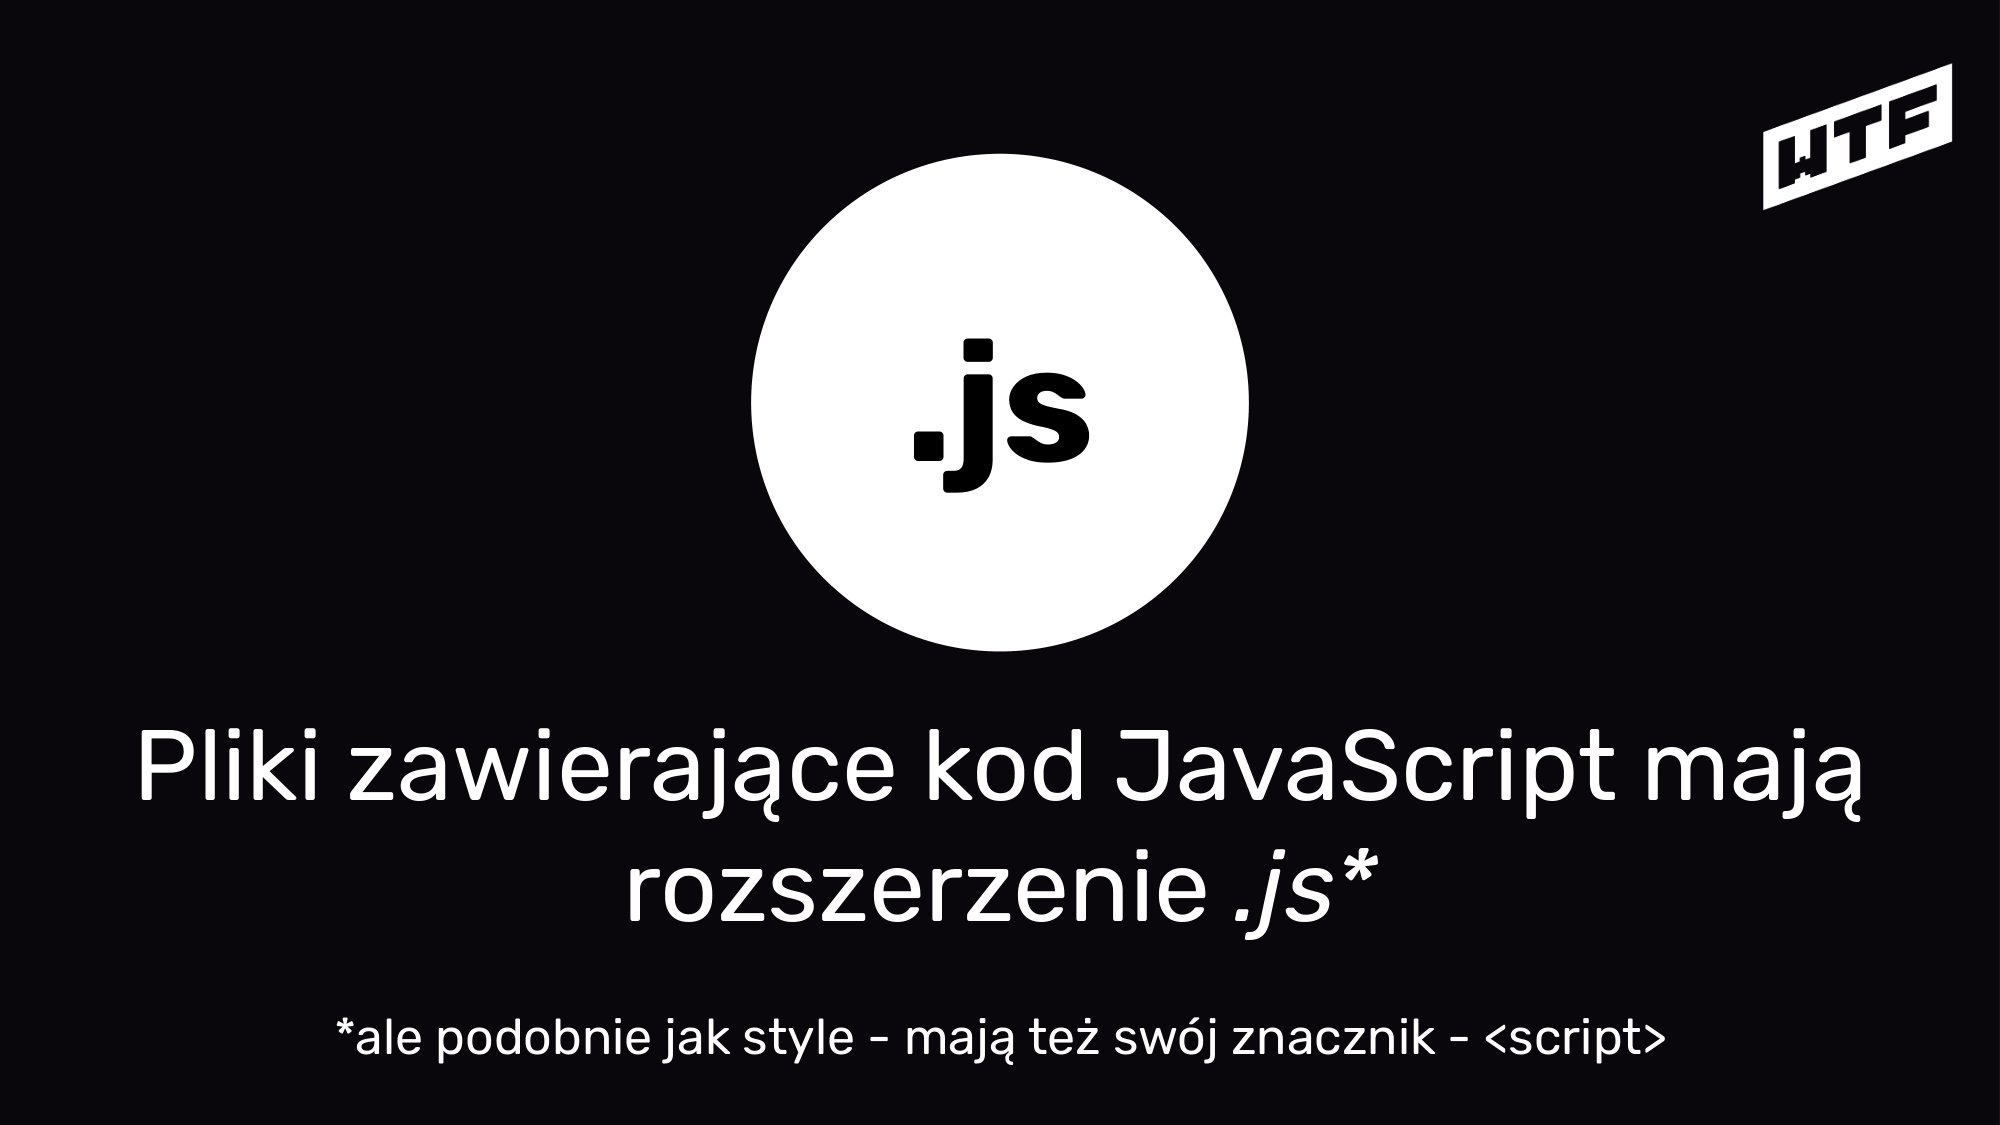 WTF
.js
Pliki zawierające kod JavaScript mają
rozszerzenie .js*
*ale podobnie jak style - mają też swój znacznik - <script>